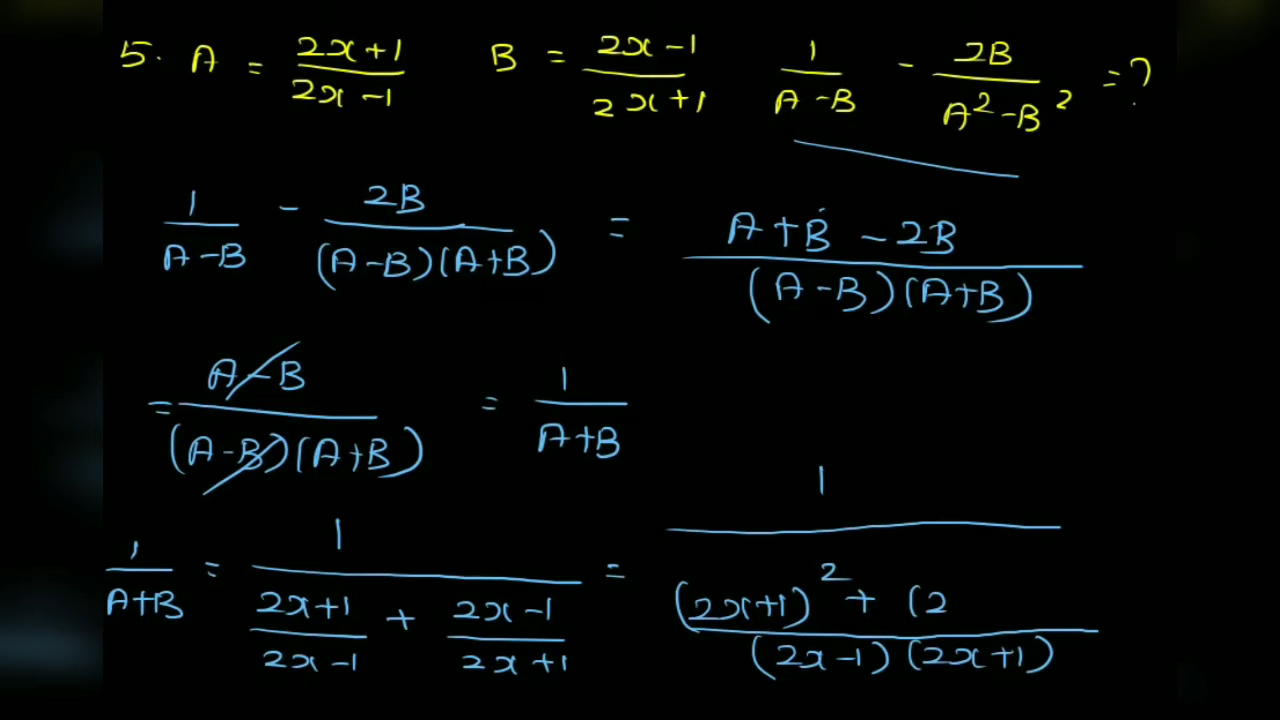 5. A = (2x+1)/(2x-1) B = (2x-1)/(2x+1) 1/(A-B) - 2B/(A²-B²) = ?
1/(A-B) - 2B/((A-B)(A+B)) = (A+B-2B)/((A-B)(A+B))
= (A-B)/((A-B)(A+B)) = 1/(A+B)
1/(A+B) = 1/((2x+1)/(2x-1) + (2x-1)/(2x+1)) = 1/(((2x+1)² + (2)/((2x-1)(2x+1)))